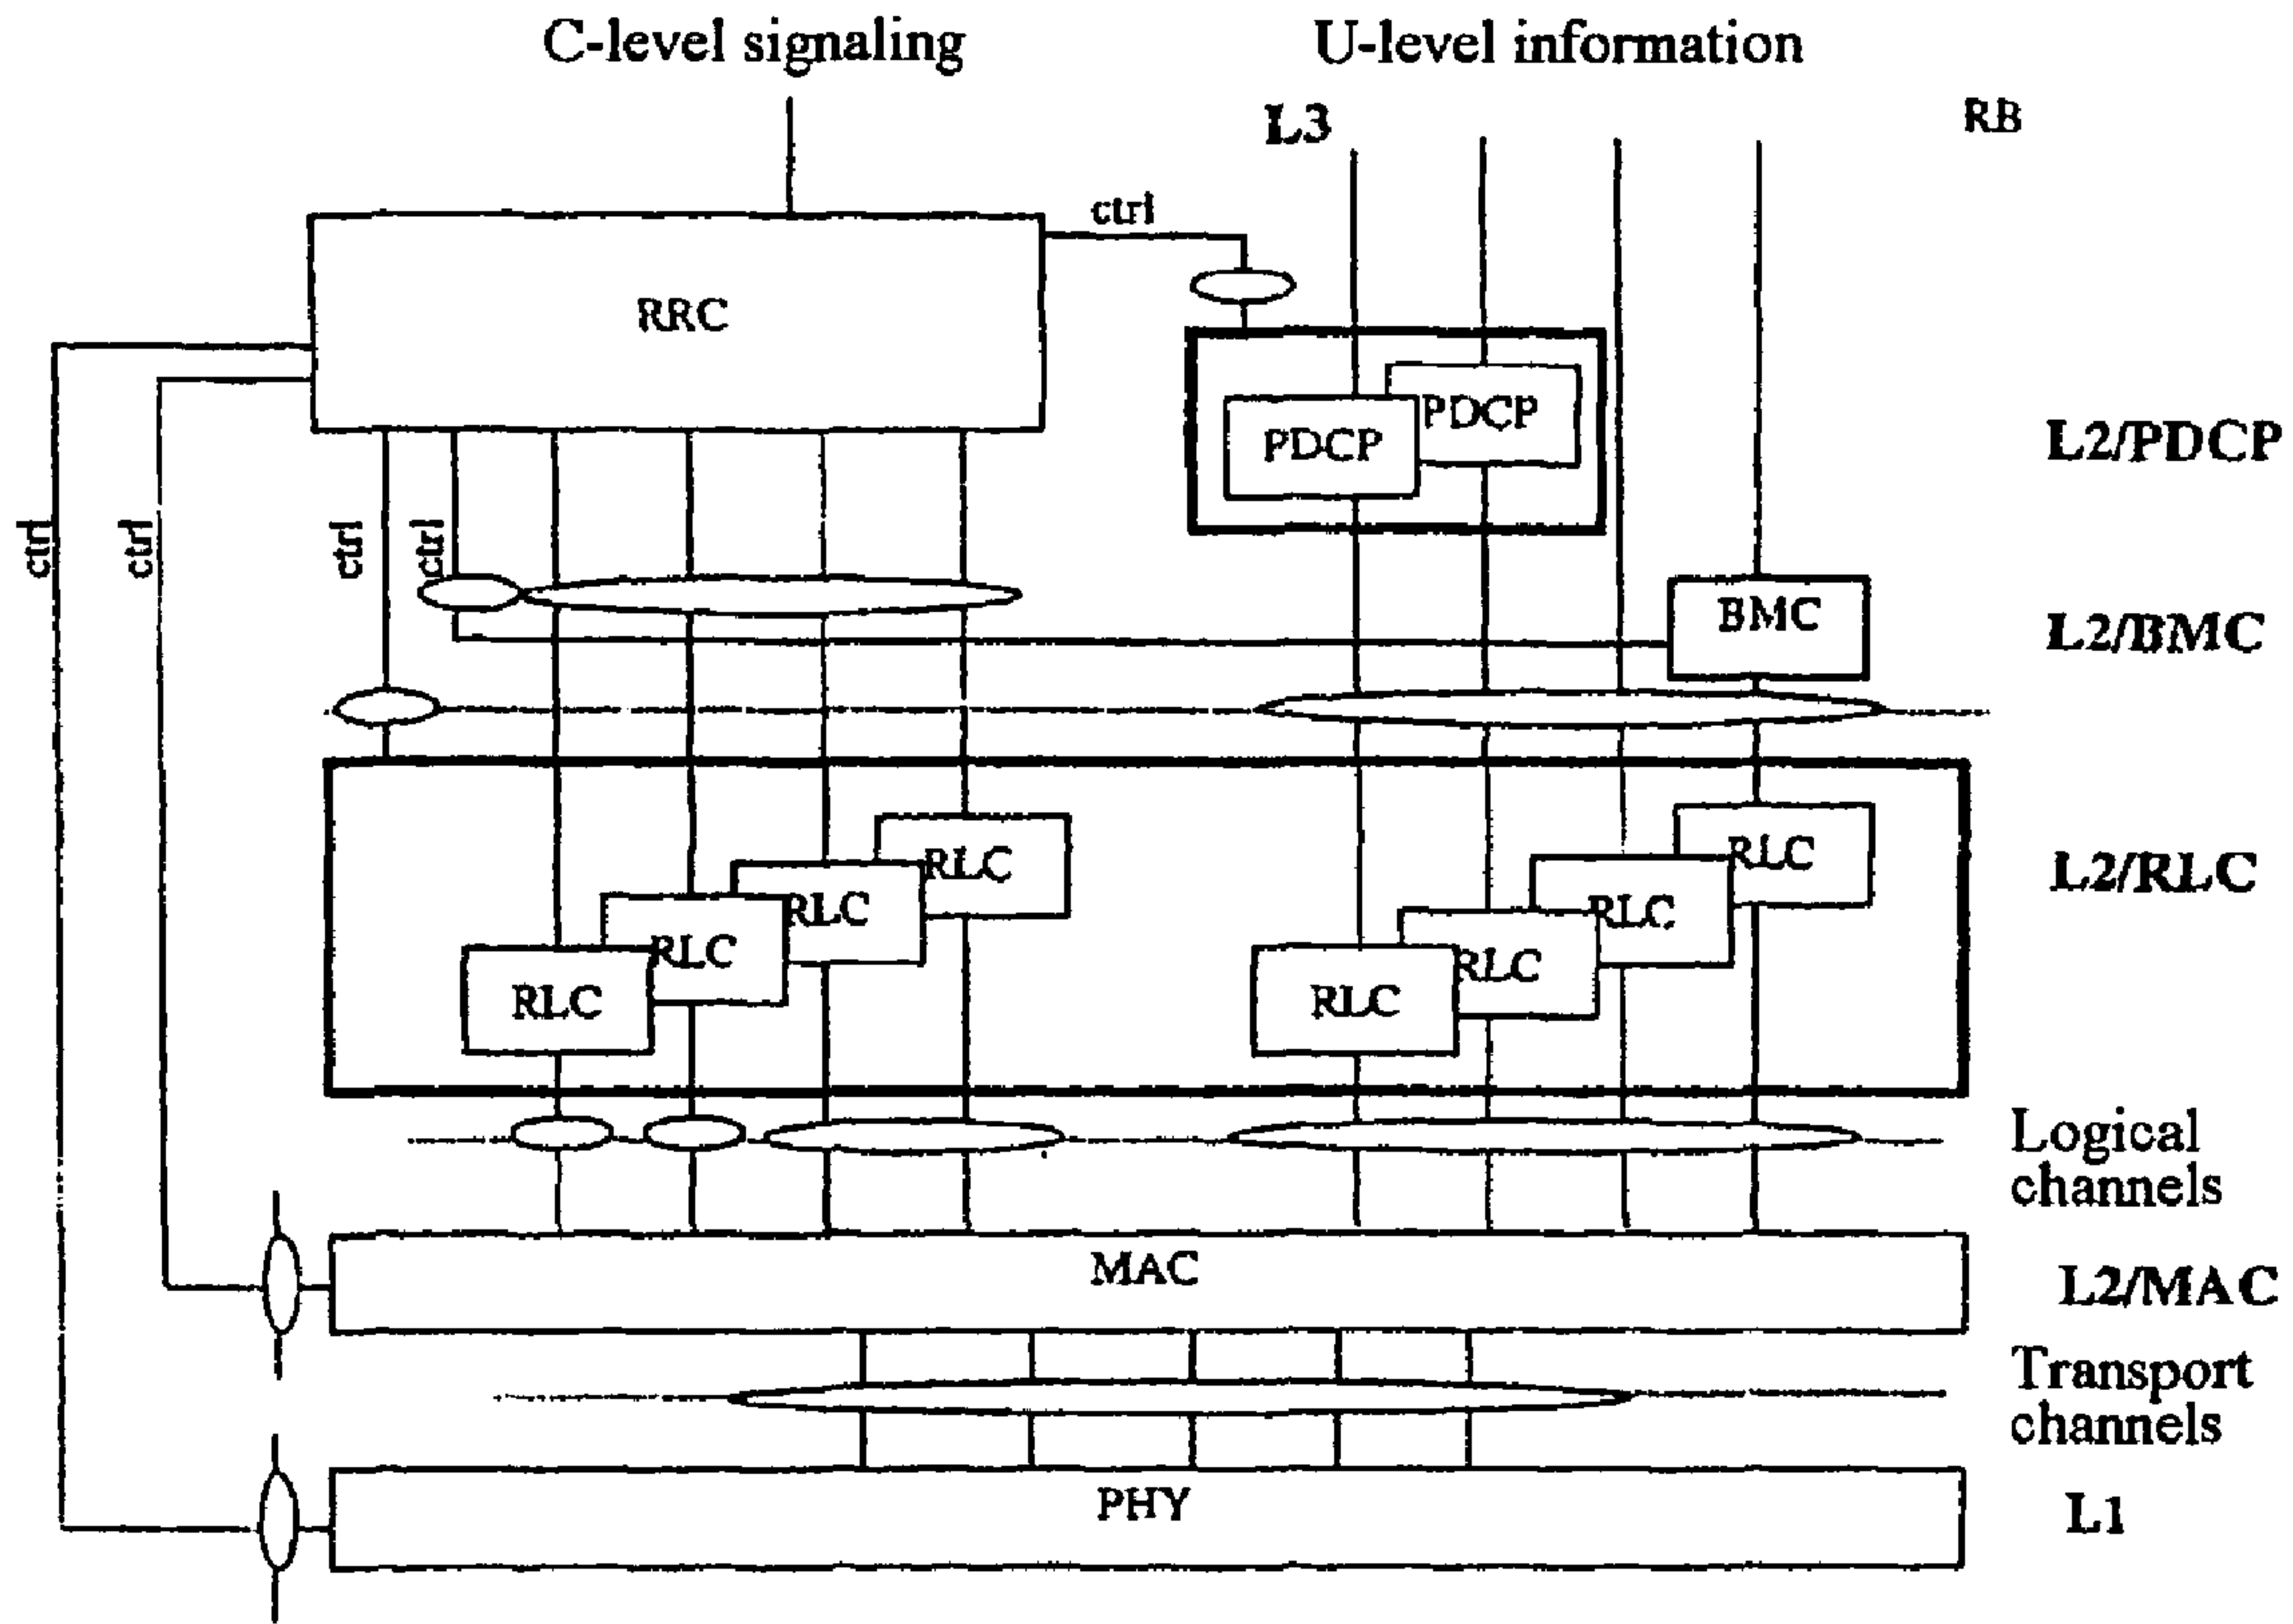 C-level signaling
U-level information
L3
RB
ctrl
RRC
PDCP
PDCP
L2/PDCP
ctrl
ctrl
ctrl
ctrl
BMC
L2/BMC
RLC
RLC
RLC
RLC
RLC
RLC
RLC
RLC
L2/RLC
Logical
channels
MAC
L2/MAC
Transport
channels
PHY
L1